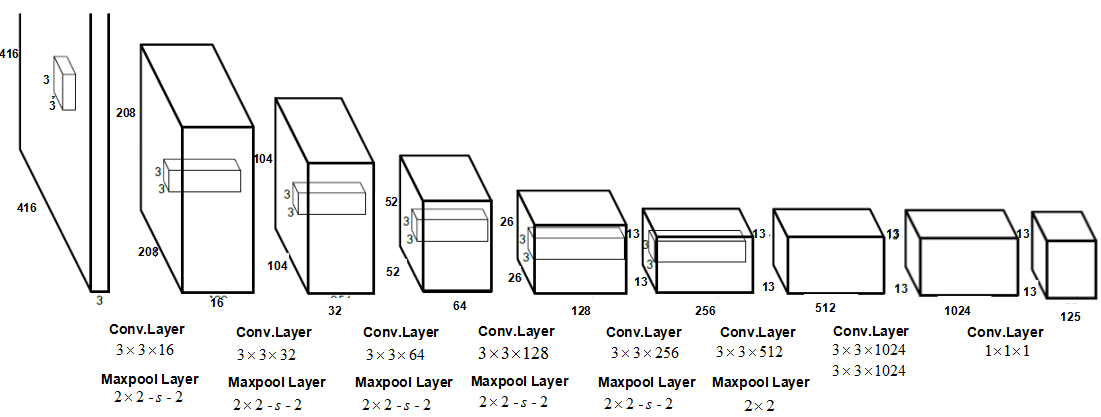 416
3
3
416
3
208
3
3
208
16
104
3
3
104
32
52
3
3
52
64
26
3
3
26
128
13
3
3
13
256
13
13
512
13
13
1024
13
13
125
Conv.Layer
3×3×16
Maxpool Layer
2×2 -s - 2
Conv.Layer
3×3×32
Maxpool Layer
2×2 -s - 2
Conv.Layer
3×3×64
Maxpool Layer
2×2 -s - 2
Conv.Layer
3×3×128
Maxpool Layer
2×2 -s - 2
Conv.Layer
3×3×256
Maxpool Layer
2×2 -s - 2
Conv.Layer
3×3×512
Maxpool Layer
2×2
Conv.Layer
3×3×1024
3×3×1024
Conv.Layer
1×1×1